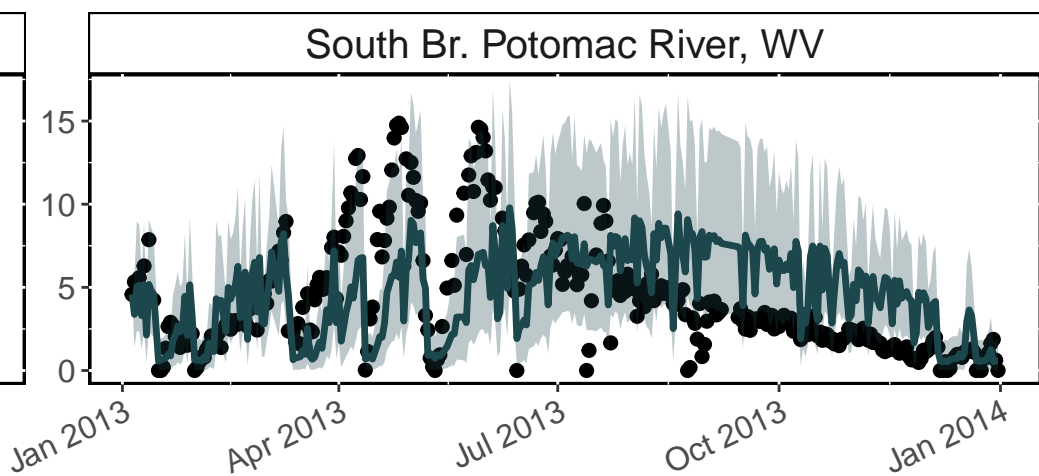 South Br. Potomac River, WV
15
10
5
0
Jan 2013
Apr 2013
Jul 2013
Oct 2013
Jan 2014